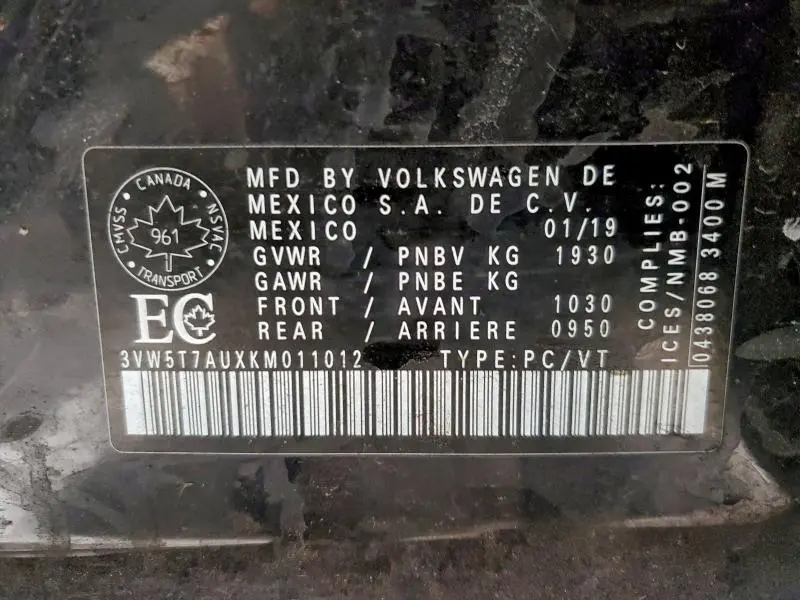 CANADA
CMVSS
NSVAC
961
TRANSPORT
EC
MFD BY VOLKSWAGEN DE
MEXICO S.A. DE C.V.
MEXICO 01/19
GVWR / PNBV KG 1930
GAWR / PNBE KG
FRONT / AVANT 1030
REAR / ARRIERE 0950
3VW5T7AUXKM011012 TYPE:PC/VT
COMPLIES:
ICES/NMB-002
0438068 3400 M